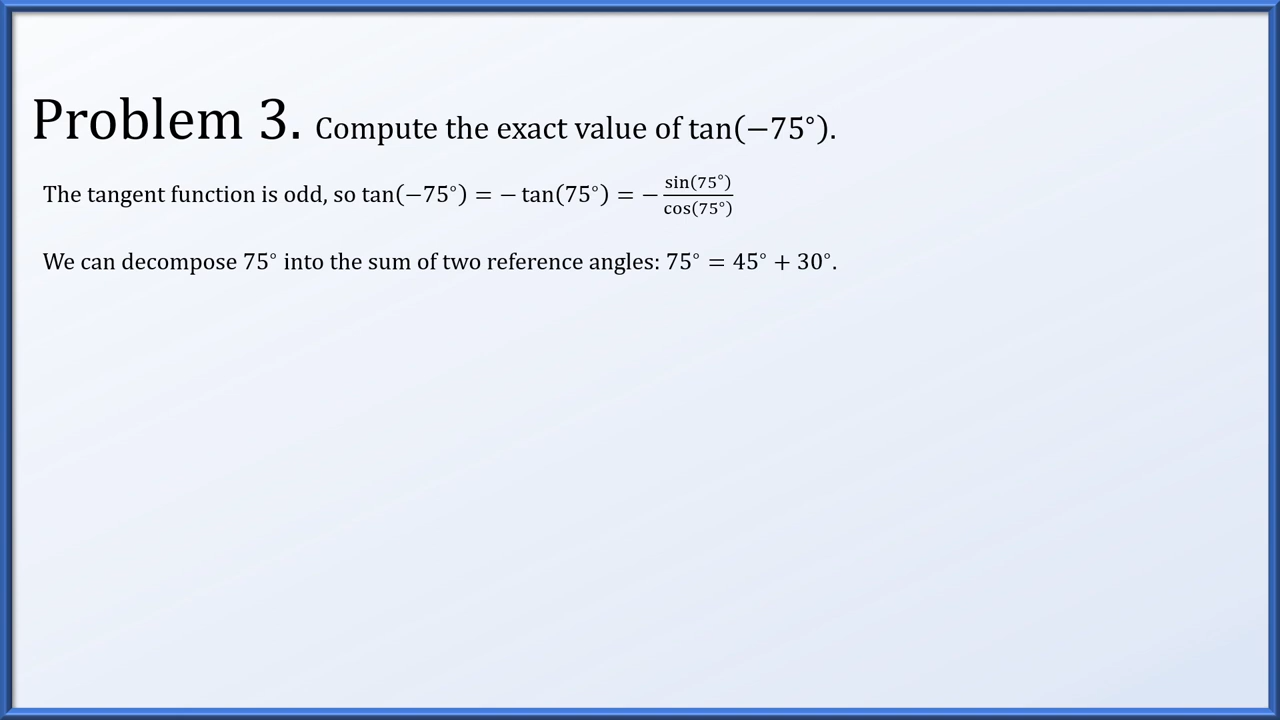 Problem 3. Compute the exact value of tan(−75°).
The tangent function is odd, so tan(−75°) = − tan(75°) = − sin(75°)/cos(75°)
We can decompose 75° into the sum of two reference angles: 75° = 45° + 30°.